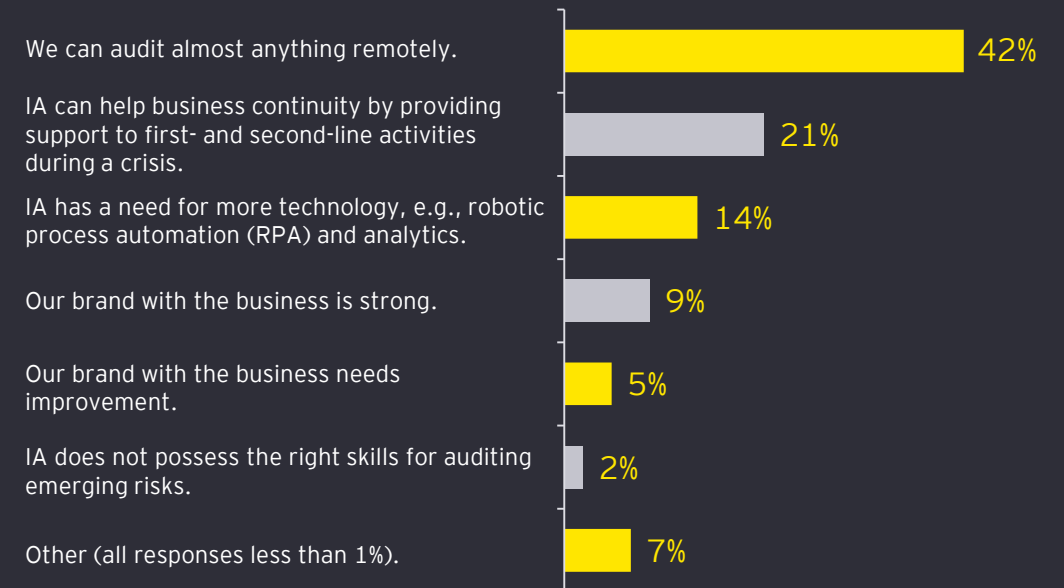 We can audit almost anything remotely.
42%
IA can help business continuity by providing
support to first- and second-line activities
during a crisis.
21%
IA has a need for more technology, e.g., robotic
process automation (RPA) and analytics.
14%
Our brand with the business is strong.
9%
Our brand with the business needs
improvement.
5%
IA does not possess the right skills for auditing
emerging risks.
2%
Other (all responses less than 1%).
7%